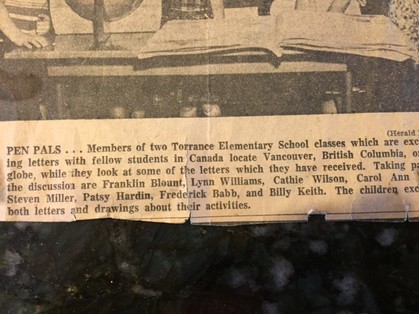 (Herald
PEN PALS . . . Members of two Torrance Elementary School classes which are exc
ing letters with fellow students in Canada locate Vancouver, British Columbia, o
globe, while they look at some of the letters which they have received. Taking pa
the discussion are Franklin Blount, Lynn Williams, Cathie Wilson, Carol Ann
Steven Miller, Patsy Hardin, Frederick Babb, and Billy Keith. The children exc
both letters and drawings about their activities.